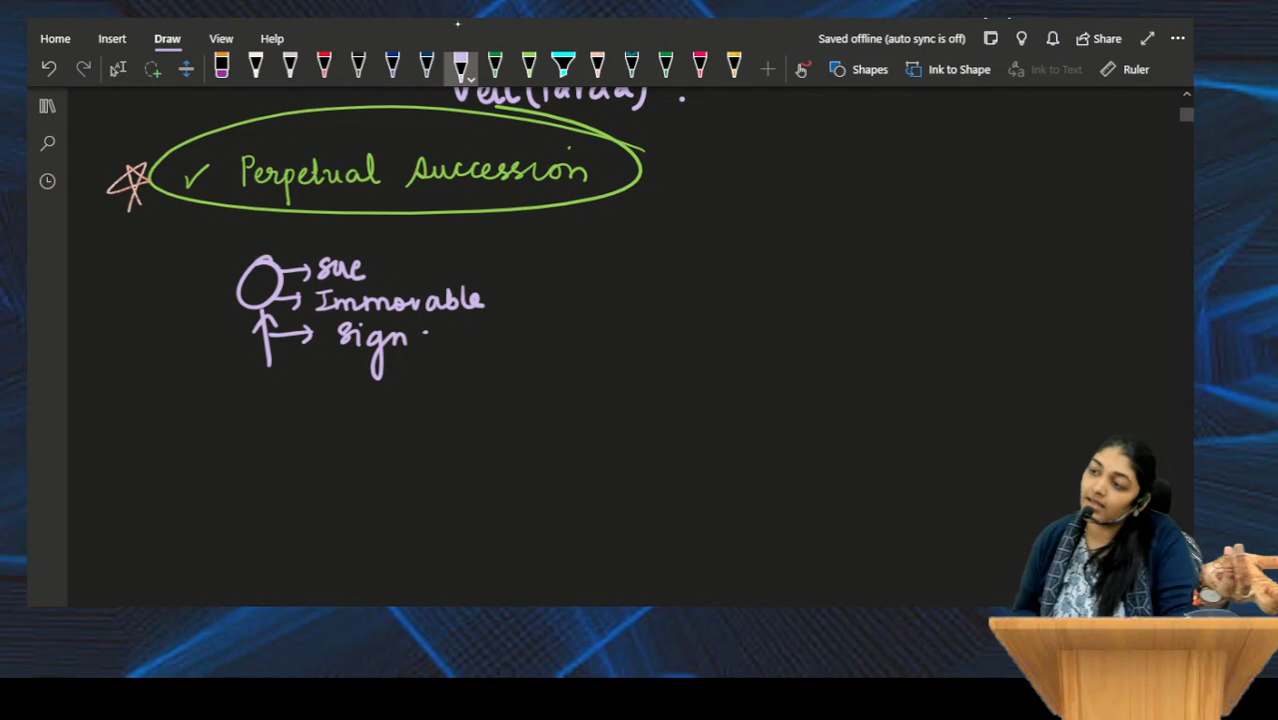 Home Insert Draw View Help Saved offline (auto sync is off) Share
Shapes Ink to Shape Ink to Text Ruler
Veil
✓ Perpetual Succession
→ sue
→ Immovable
→ sign